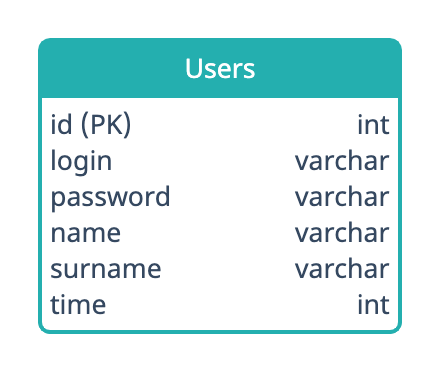 Users
id (PK) int
login varchar
password varchar
name varchar
surname varchar
time int